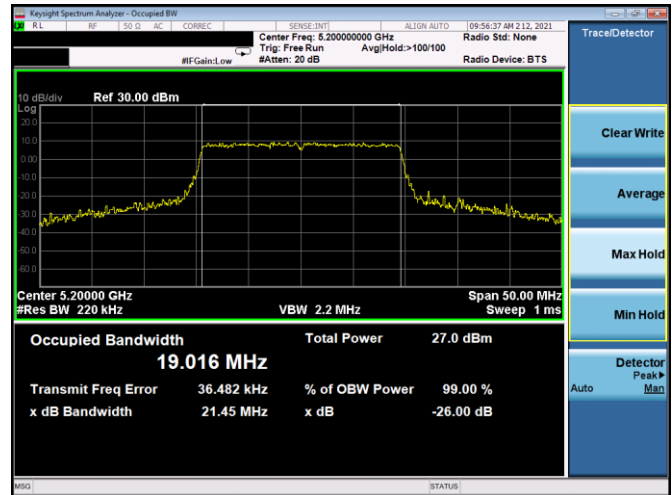 Keysight Spectrum Analyzer - Occupied BW
RL RF 50 Ω AC CORREC SENSE:INT ALIGN AUTO 09:56:37 AM 2 12, 2021
Center Freq: 5.200000000 GHz Radio Std: None
Trig: Free Run Avg|Hold:>100/100
#IFGain:Low #Atten: 20 dB Radio Device: BTS
Trace/Detector
10 dB/div Ref 30.00 dBm
Log
20.0
10.0
0.00
-10.0
-20.0
-30.0
-40.0
-50.0
-60.0
Center 5.20000 GHz Span 50.00 MHz
#Res BW 220 kHz VBW 2.2 MHz Sweep 1 ms
Occupied Bandwidth Total Power 27.0 dBm
19.016 MHz
Transmit Freq Error 36.482 kHz % of OBW Power 99.00 %
x dB Bandwidth 21.45 MHz x dB -26.00 dB
Clear Write
Average
Max Hold
Min Hold
Detector
Peak▶
Auto Man
MSG STATUS